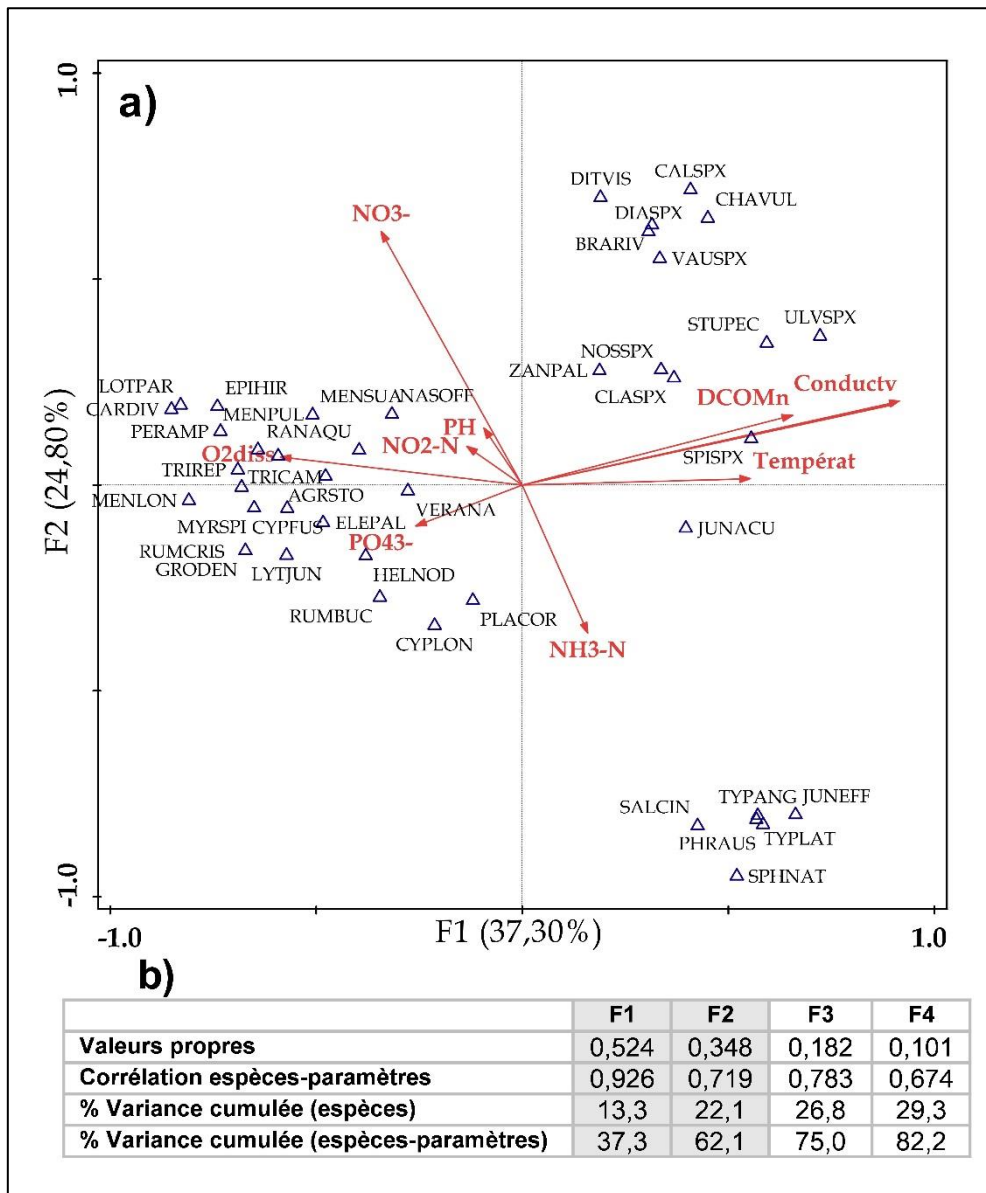 a)
1.0
DITVIS CALSPX
NO3- DIASPX CHAVUL
BRARIV
VAUSPX
STUPEC ULVSPX
ZANPAL NOSSPX
LOTPAR EPIHIR MENSUA NASOFF CLASPX DCOMn Conductv
CARDIV MENPUL
PERAMP RANAQU PH
O2diss NO2-N SPISPX
TRIREP TRICAM Températ
MENLON AGRSTO VERANA
MYRSPI CYPFUS ELEPAL JUNACU
RUMCRIS PO43-
GRODEN LYTJUN HELNOD
RUMBUC PLACOR
CYPLON NH3-N
SALCIN TYPANG JUNEFF
PHRAUS TYPLAT
SPHNAT
F2 (24,80%)
-1.0
-1.0 F1 (37,30%) 1.0
b)
F1 F2 F3 F4
Valeurs propres 0,524 0,348 0,182 0,101
Corrélation espèces-paramètres 0,926 0,719 0,783 0,674
% Variance cumulée (espèces) 13,3 22,1 26,8 29,3
% Variance cumulée (espèces-paramètres) 37,3 62,1 75,0 82,2